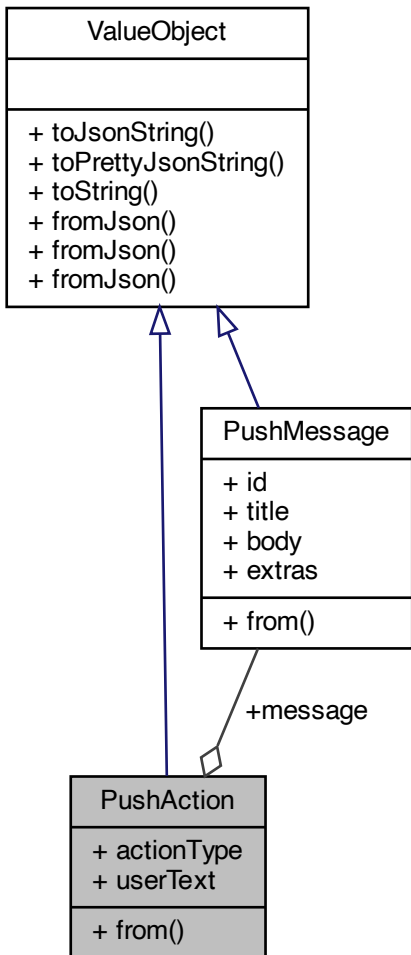 ValueObject
+ toJsonString()
+ toPrettyJsonString()
+ toString()
+ fromJson()
+ fromJson()
+ fromJson()
PushMessage
+ id
+ title
+ body
+ extras
+ from()
+message
PushAction
+ actionType
+ userText
+ from()